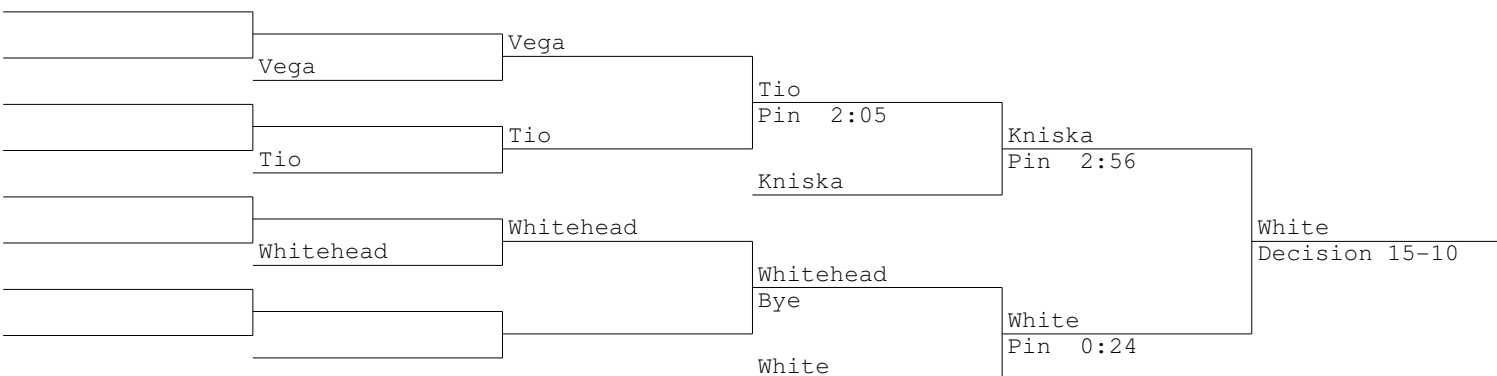 Vega
Vega
Tio
Pin 2:05
Tio
Kniska
Tio
Pin 2:56
Kniska
Whitehead
White
Whitehead
Decision 15-10
Whitehead
Bye
White
Pin 0:24
White